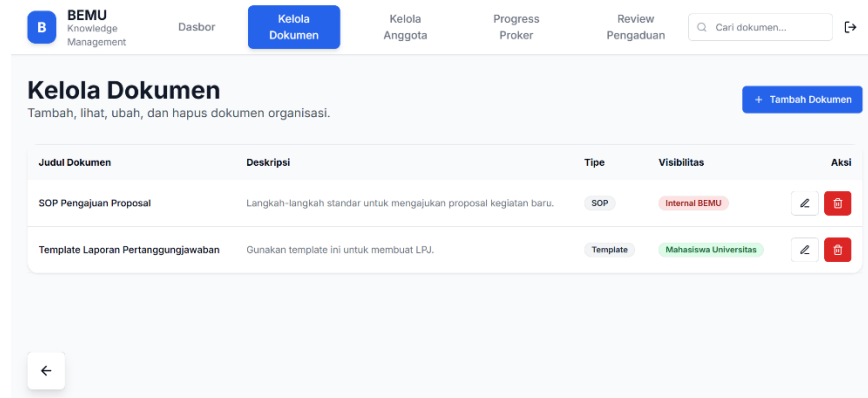 B
BEMU
Knowledge
Management
Dasbor
Kelola
Dokumen
Kelola
Anggota
Progress
Proker
Review
Pengaduan
Cari dokumen...
Kelola Dokumen
Tambah, lihat, ubah, dan hapus dokumen organisasi.
+ Tambah Dokumen
Judul Dokumen Deskripsi Tipe Visibilitas Aksi
SOP Pengajuan Proposal Langkah-langkah standar untuk mengajukan proposal kegiatan baru. SOP Internal BEMU
Template Laporan Pertanggungjawaban Gunakan template ini untuk membuat LPJ. Template Mahasiswa Universitas